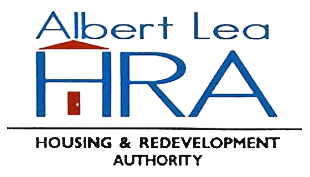 Albert Lea
HRA
HOUSING & REDEVELOPMENT
AUTHORITY